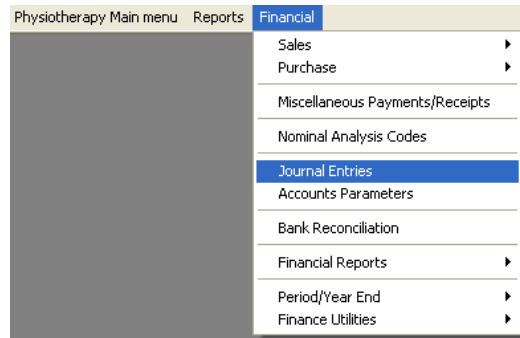 Physiotherapy Main menu Reports Financial
Sales
Purchase
Miscellaneous Payments/Receipts
Nominal Analysis Codes
Journal Entries
Accounts Parameters
Bank Reconciliation
Financial Reports
Period/Year End
Finance Utilities